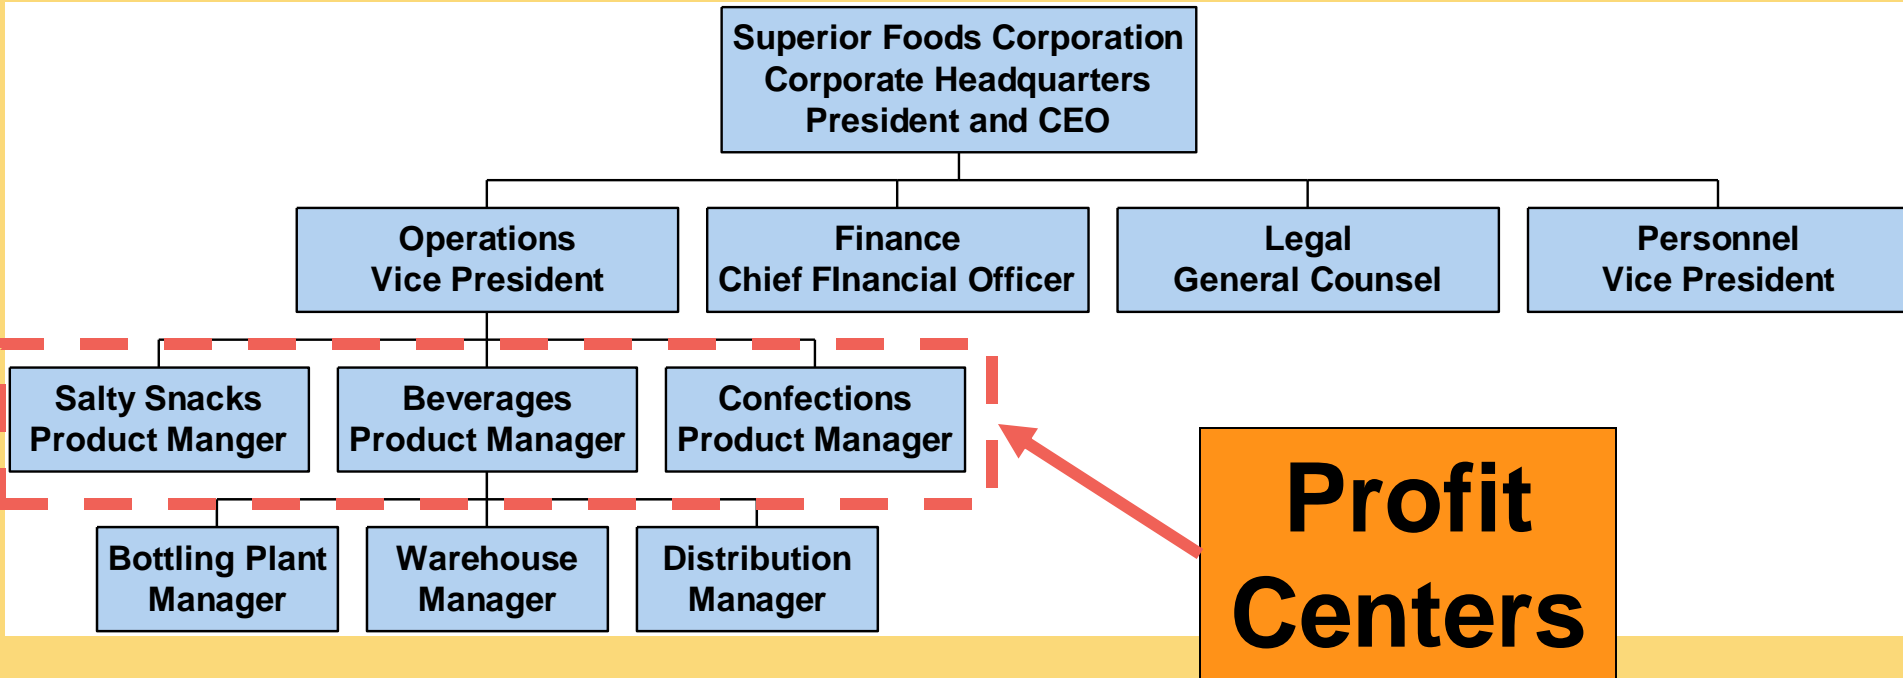 Superior Foods Corporation
Corporate Headquarters
President and CEO
Operations
Vice President
Finance
Chief FInancial Officer
Legal
General Counsel
Personnel
Vice President
Salty Snacks
Product Manger
Beverages
Product Manager
Confections
Product Manager
Bottling Plant
Manager
Warehouse
Manager
Distribution
Manager
Profit
Centers